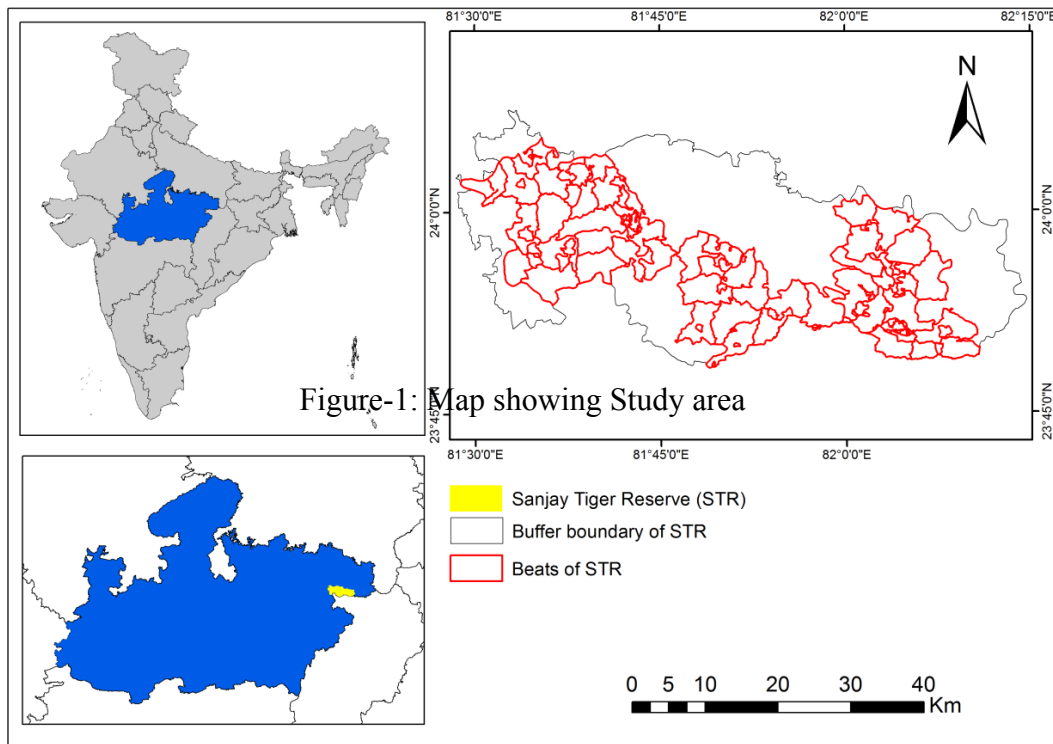 81°30'0"E 81°45'0"E 82°0'0"E 82°15'0"E
N
24°0'0"N 24°0'0"N
23°45'0"N 23°45'0"N
Figure-1: Map showing Study area
81°30'0"E 81°45'0"E 82°0'0"E
Sanjay Tiger Reserve (STR)
Buffer boundary of STR
Beats of STR
0 5 10 20 30 40
Km